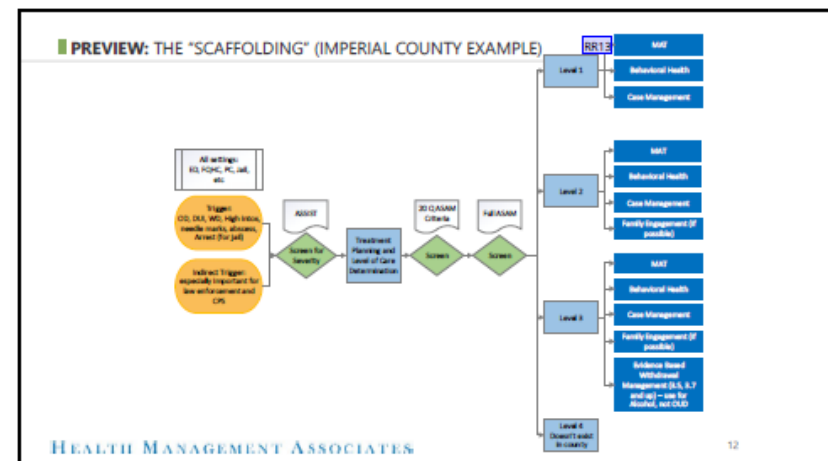 PREVIEW: THE "SCAFFOLDING" (IMPERIAL COUNTY EXAMPLE)
RR13
All settings:
ED, FQHC, PC, Jail,
etc
Trigger:
OD, DUI, WD, High Intox,
needle marks, abscess,
Arrest (for Jail)
Indirect Trigger:
especially important for
law enforcement and
CPS
ASSIST
Screen for
Severity
Treatment
Planning and
Level of Care
Determination
20 Q ASAM
Criteria
Screen
Full ASAM
Screen
Level 1
MAT
Behavioral Health
Case Management
Level 2
MAT
Behavioral Health
Case Management
Family Engagement (if
possible)
Level 3
MAT
Behavioral Health
Case Management
Family Engagement (if
possible)
Evidence Based
Withdrawal
Management (3.5, 3.7
and up) – use for
Alcohol, not OUD
Level 4
Doesn't exist
in county
HEALTH MANAGEMENT ASSOCIATES
12